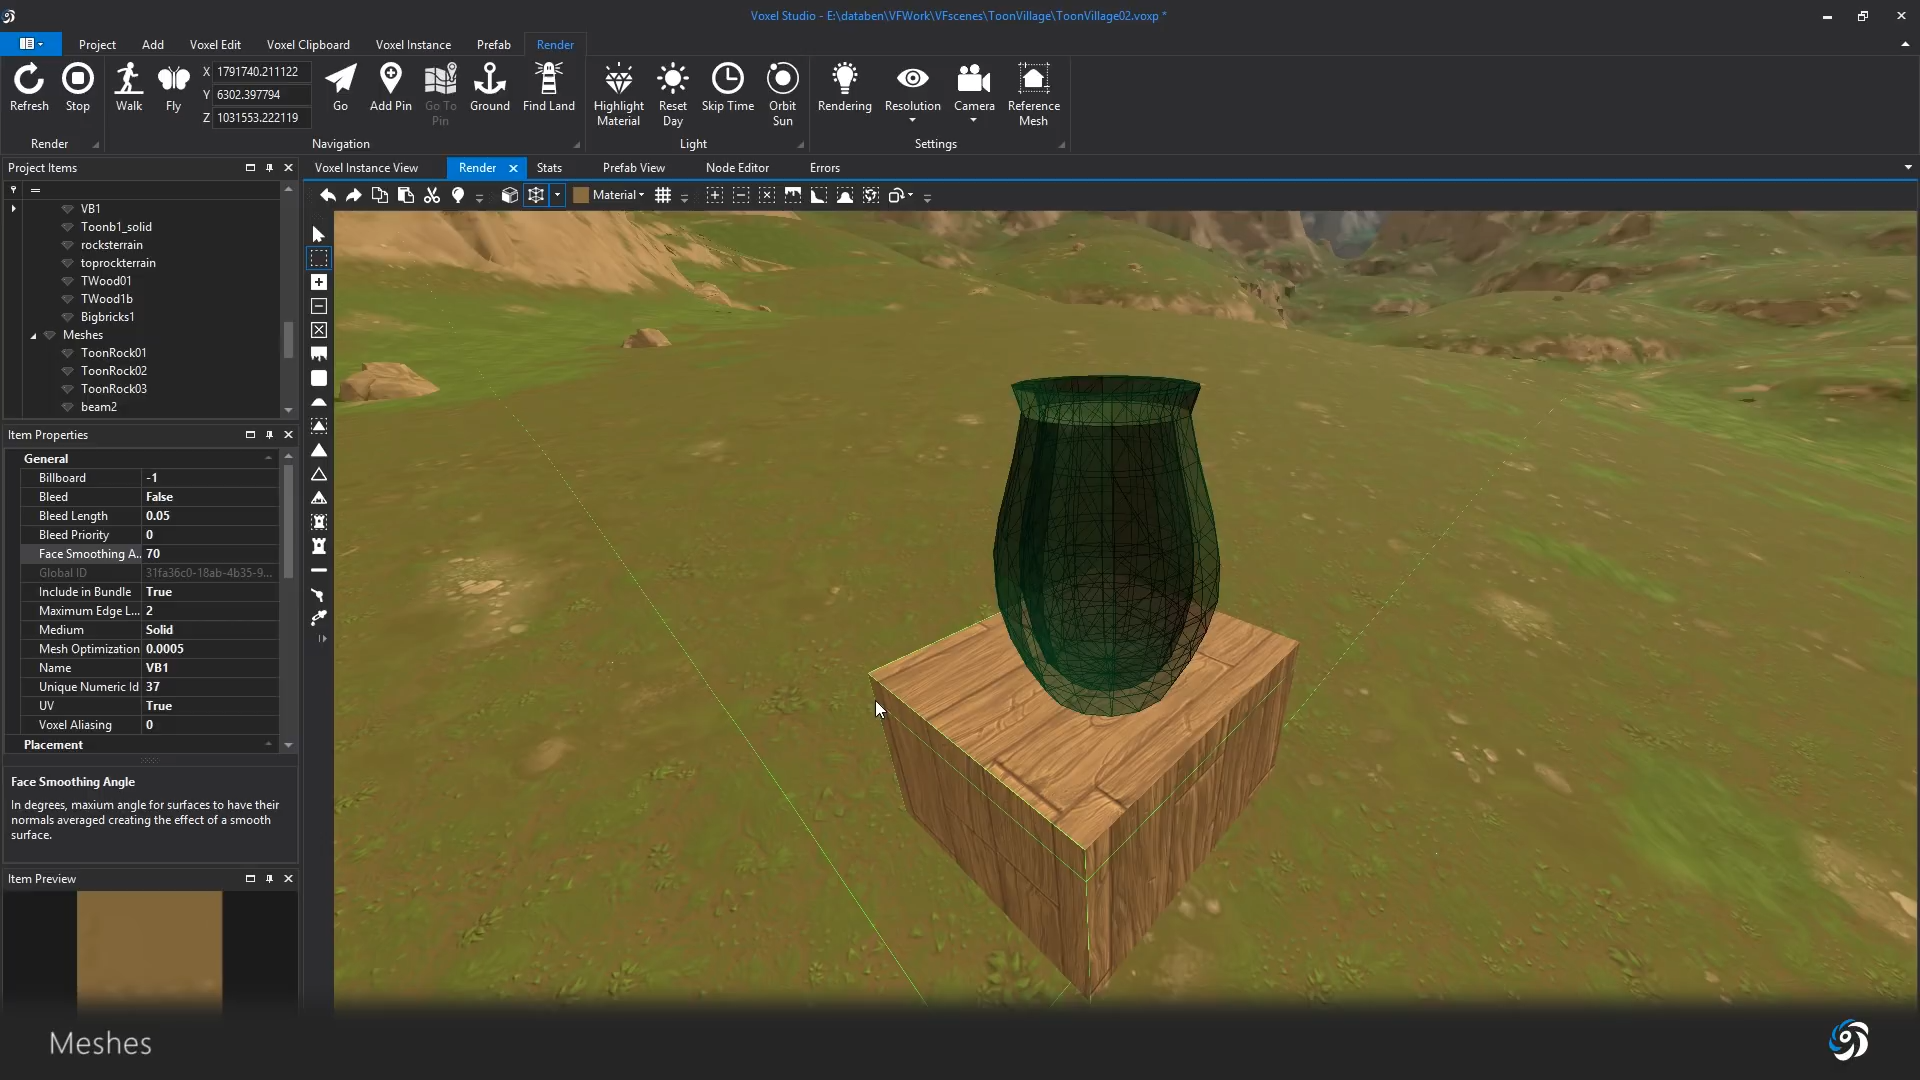 Voxel Studio - E:\databen\VFWork\VFscenes\ToonVillage\ToonVillage02.voxp *
Project Add Voxel Edit Voxel Clipboard Voxel Instance Prefab Render
X 1791740.211122
Y 6302.397794
Z 1031553.222119
Refresh Stop Walk Fly Go Add Pin Go To Pin Ground Find Land Highlight Material Reset Day Skip Time Orbit Sun Rendering Resolution Camera Reference Mesh
Render Navigation Light Settings
Project Items
Voxel Instance View Render Stats Prefab View Node Editor Errors
Material
VB1
Toonb1_solid
rocksterrain
toprockterrain
TWood01
TWood1b
Bigbricks1
Meshes
ToonRock01
ToonRock02
ToonRock03
beam2
Item Properties
General
Billboard -1
Bleed False
Bleed Length 0.05
Bleed Priority 0
Face Smoothing A... 70
Global ID 31fa36c0-18ab-4b35-9...
Include in Bundle True
Maximum Edge L... 2
Medium Solid
Mesh Optimization 0.0005
Name VB1
Unique Numeric Id 37
UV True
Voxel Aliasing 0
Placement
Face Smoothing Angle
In degrees, maxium angle for surfaces to have their
normals averaged creating the effect of a smooth
surface.
Item Preview
Meshes